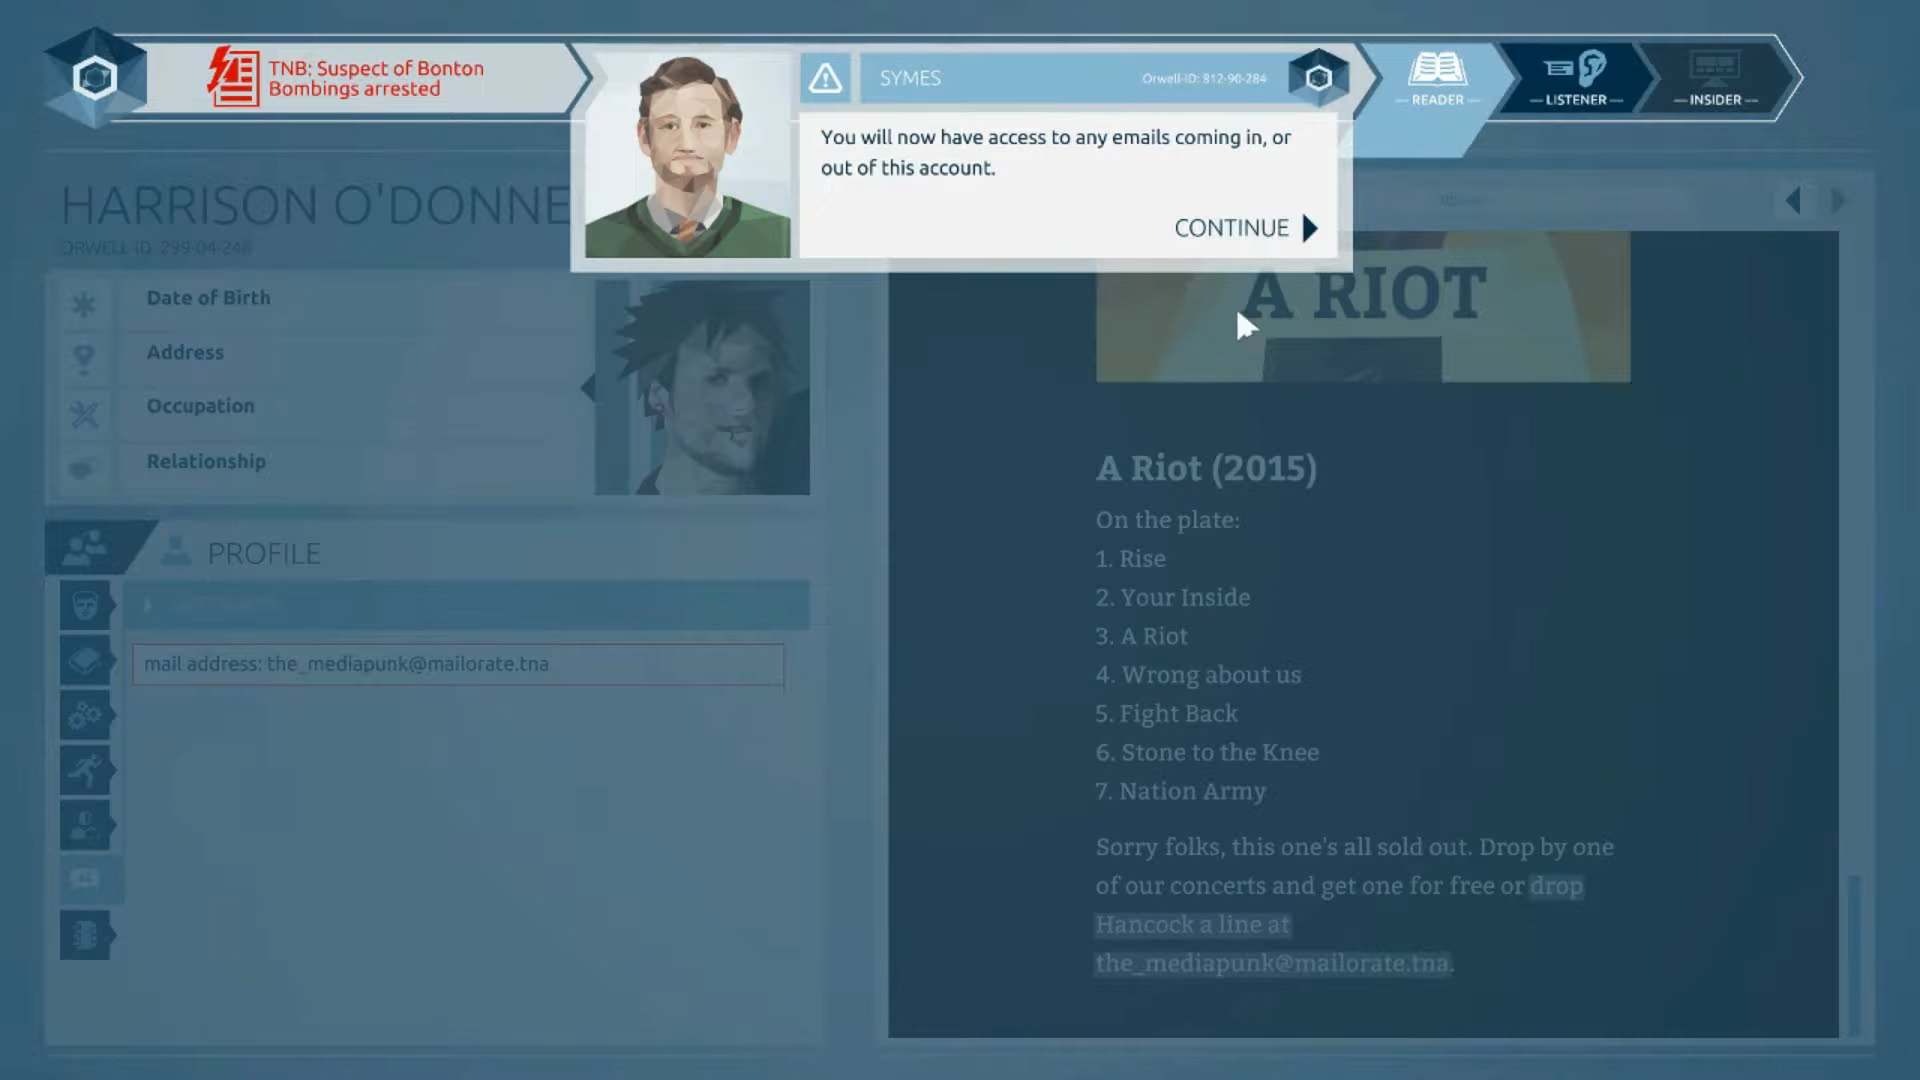 TNB: Suspect of Bonton
Bombings arrested
SYMES
Orwell-ID: 812-90-284
You will now have access to any emails coming in, or
out of this account.
CONTINUE
READER
LISTENER
INSIDER
HARRISON O'DONNE
ORWELL ID: 299-04-248
Date of Birth
Address
Occupation
Relationship
PROFILE
mail address: the_mediapunk@mailorate.tna
A RIOT
A Riot (2015)
On the plate:
1. Rise
2. Your Inside
3. A Riot
4. Wrong about us
5. Fight Back
6. Stone to the Knee
7. Nation Army
Sorry folks, this one's all sold out. Drop by one
of our concerts and get one for free or drop
Hancock a line at
the_mediapunk@mailorate.tna.